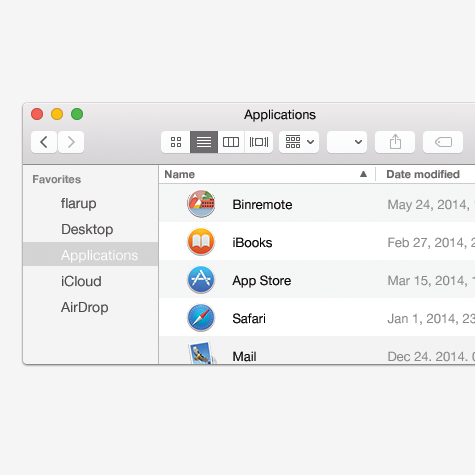 Applications
Favorites
flarup
Desktop
Applications
iCloud
AirDrop
Name Date modified
Binremote May 24, 2014,
iBooks Feb 27, 2014, 2
App Store Mar 15, 2014, 1
Safari Jan 1, 2014, 23
Mail Dec 24. 2014. 0